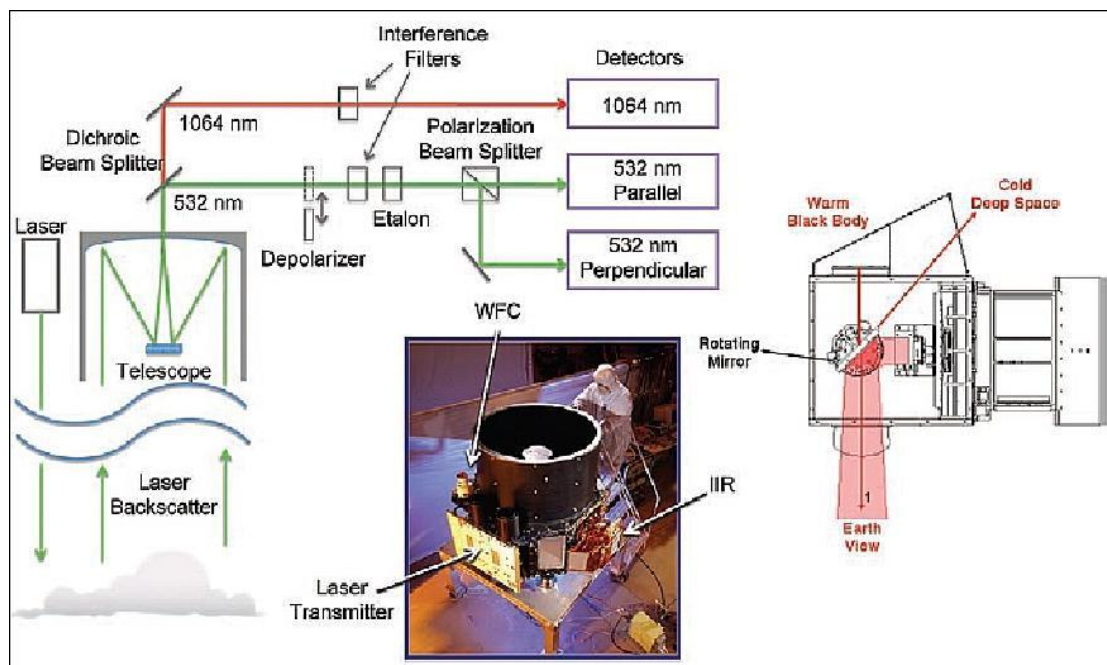 Interference
Filters
Detectors
1064 nm
1064 nm
Dichroic
Beam Splitter
Polarization
Beam Splitter
532 nm
Parallel
532 nm
Etalon
Depolarizer
532 nm
Perpendicular
Laser
Telescope
Laser
Backscatter
WFC
IIR
Laser
Transmitter
Warm
Black Body
Cold
Deep Space
Rotating
Mirror
1
Earth
View